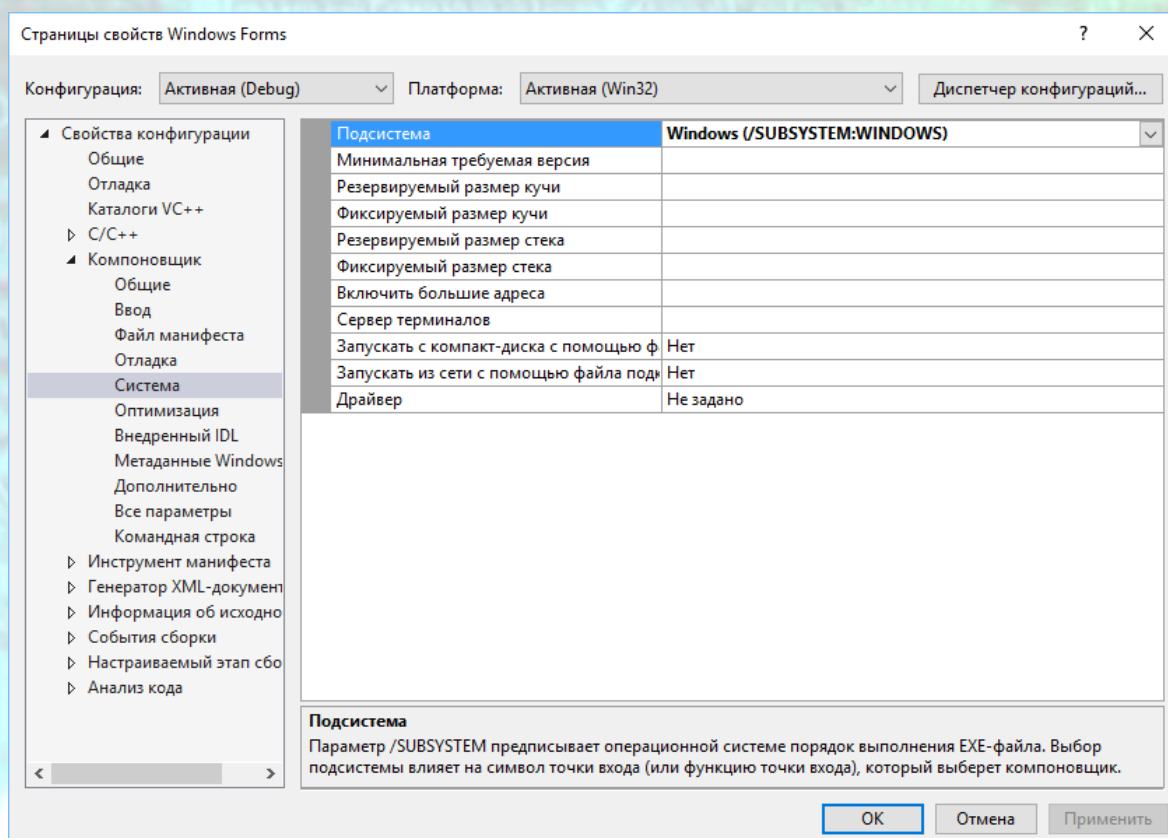 Страницы свойств Windows Forms
?
Конфигурация: Активная (Debug) Платформа: Активная (Win32) Диспетчер конфигураций...
Свойства конфигурации
Общие
Отладка
Каталоги VC++
C/C++
Компоновщик
Общие
Ввод
Файл манифеста
Отладка
Система
Оптимизация
Внедренный IDL
Метаданные Windows
Дополнительно
Все параметры
Командная строка
Инструмент манифеста
Генератор XML-документ
Информация об исходно
События сборки
Настраиваемый этап сбо
Анализ кода
Подсистема Windows (/SUBSYSTEM:WINDOWS)
Минимальная требуемая версия
Резервируемый размер кучи
Фиксируемый размер кучи
Резервируемый размер стека
Фиксируемый размер стека
Включить большие адреса
Сервер терминалов
Запускать с компакт-диска с помощью ф Нет
Запускать из сети с помощью файла подк Нет
Драйвер Не задано
Подсистема
Параметр /SUBSYSTEM предписывает операционной системе порядок выполнения EXE-файла. Выбор
подсистемы влияет на символ точки входа (или функцию точки входа), который выберет компоновщик.
OK Отмена Применить